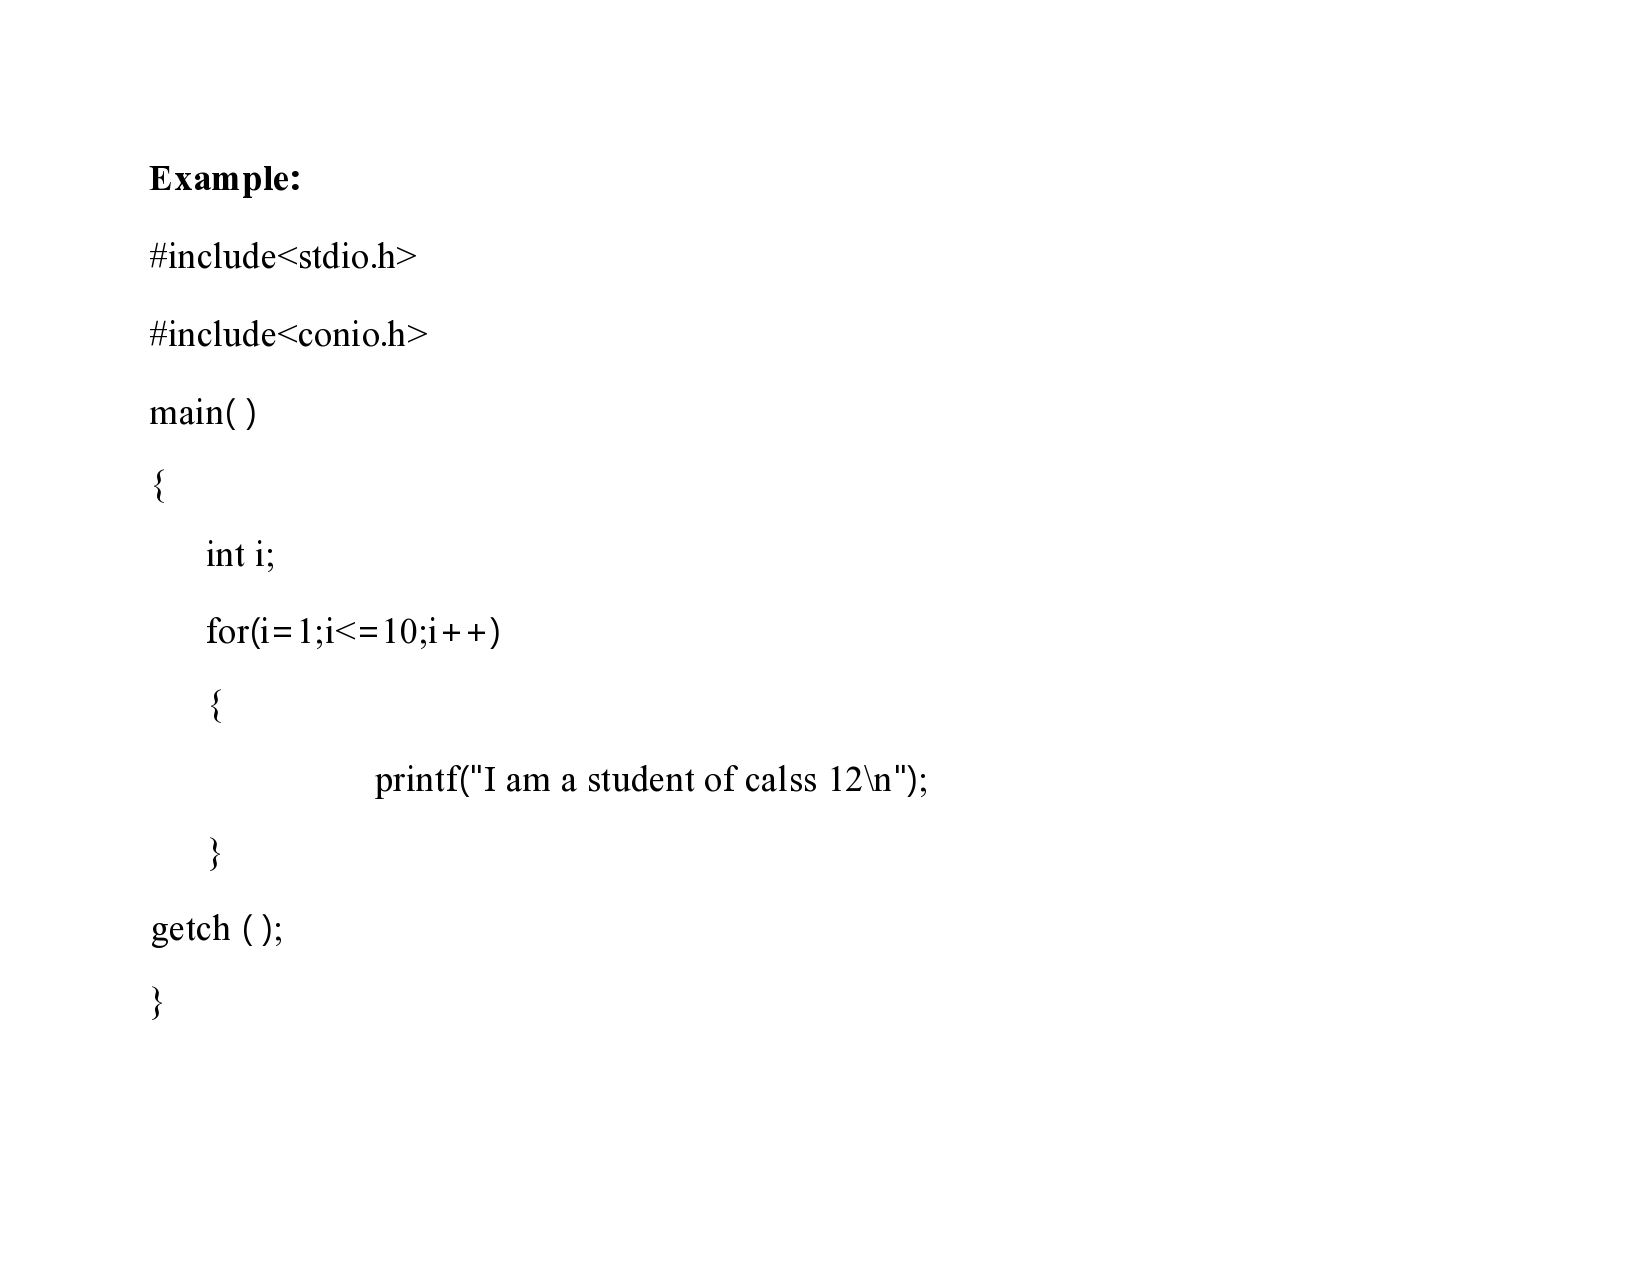 Example:
#include<stdio.h>
#include<conio.h>
main( )
{
int i;
for(i=1;i<=10;i++)
{
printf("I am a student of calss 12\n");
}
getch ( );
}